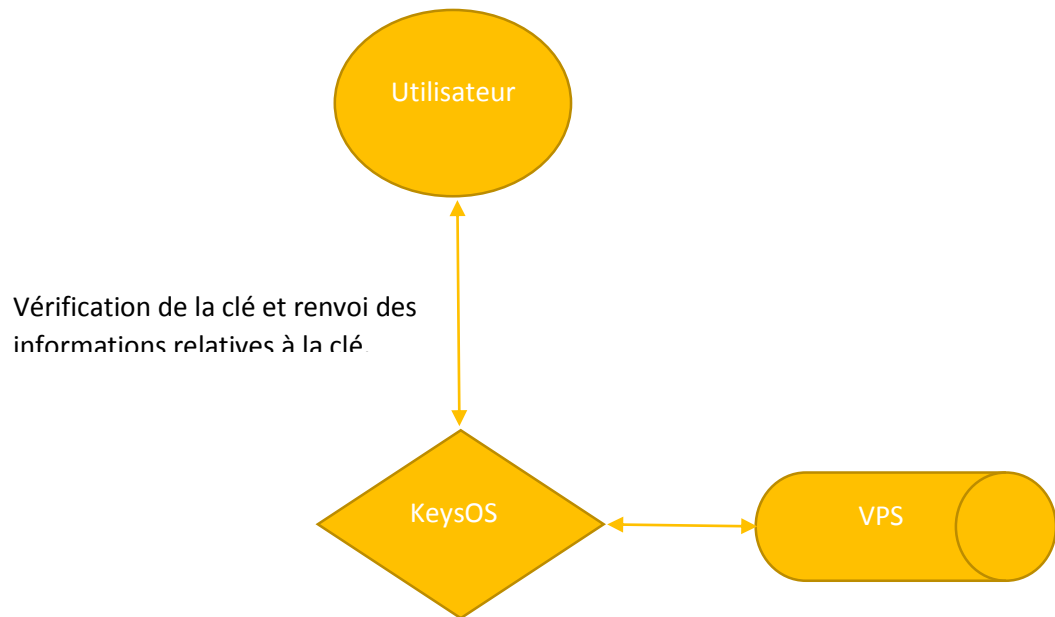 Utilisateur
Vérification de la clé et renvoi des
informations relatives à la clé.
KeysOS
VPS